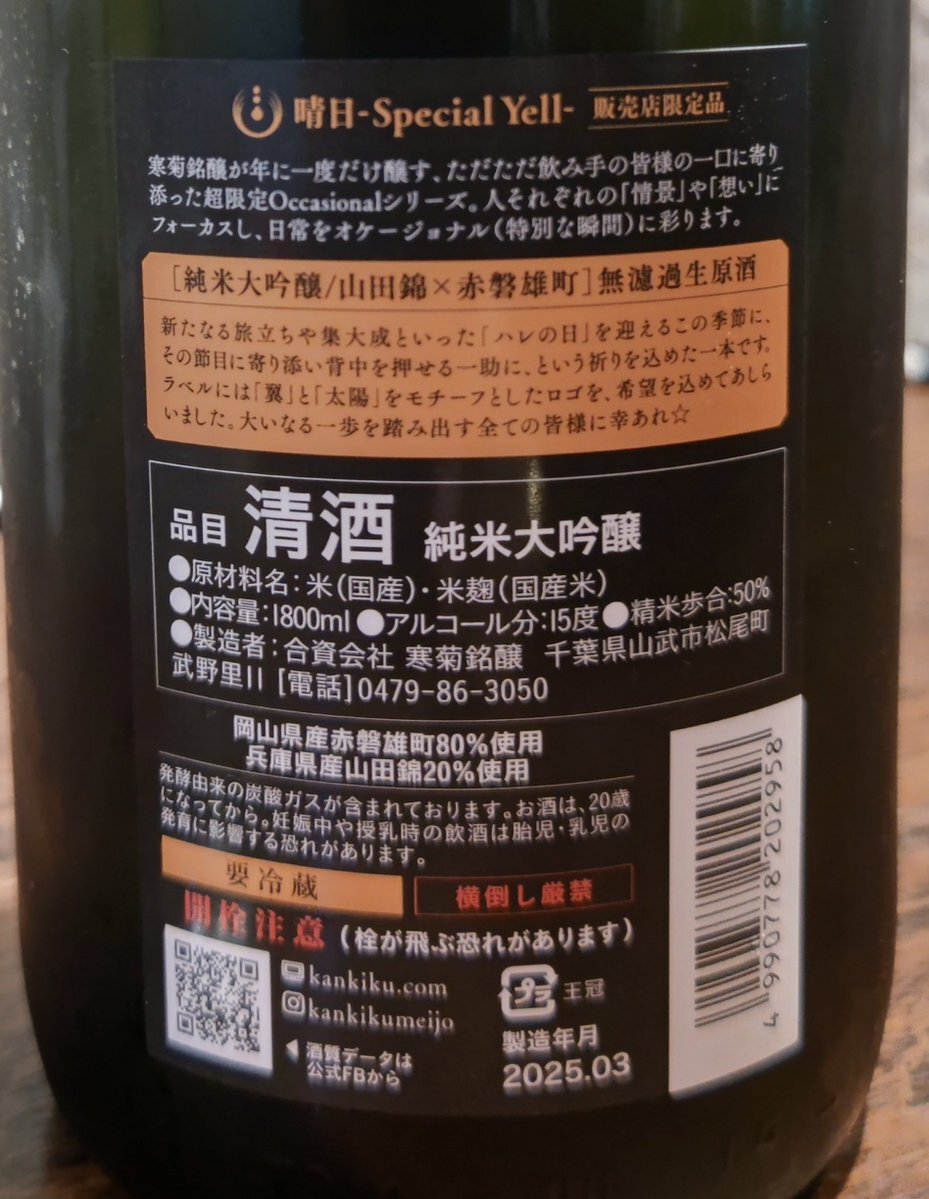 晴日-Special Yell- 販売店限定品
寒菊銘醸が年に一度だけ醸す、ただただ飲み手の皆様の一口に寄り
添った超限定Occasionalシリーズ。人それぞれの「情景」や「想い」に
フォーカスし、日常をオケージョナル(特別な瞬間)に彩ります。
[純米大吟醸/山田錦×赤磐雄町]無濾過生原酒
新たなる旅立ちや集大成といった「ハレの日」を迎えるこの季節に、
その節目に寄り添い背中を押せる一助に、という祈りを込めた一本です。
ラベルには「翼」と「太陽」をモチーフとしたロゴを、希望を込めてあしら
いました。大いなる一歩を踏み出す全ての皆様に幸あれ☆
品目 清酒 純米大吟醸
●原材料名:米(国産)・米麹(国産米)
●内容量:1800ml ●アルコール分:15度 ●精米歩合:50%
●製造者:合資会社 寒菊銘醸 千葉県山武市松尾町
武野里11 [電話]0479-86-3050
岡山県産赤磐雄町80%使用
兵庫県産山田錦20%使用
発酵由来の炭酸ガスが含まれております。お酒は、20歳
になってから。妊娠中や授乳時の飲酒は胎児・乳児の
発育に影響する恐れがあります。
要冷蔵 横倒し厳禁
開栓注意 (栓が飛ぶ恐れがあります)
kankiku.com
kankikumeijo
◀酒質データは
公式FBから
プラ 王冠
製造年月
2025.03
4 990778 202958